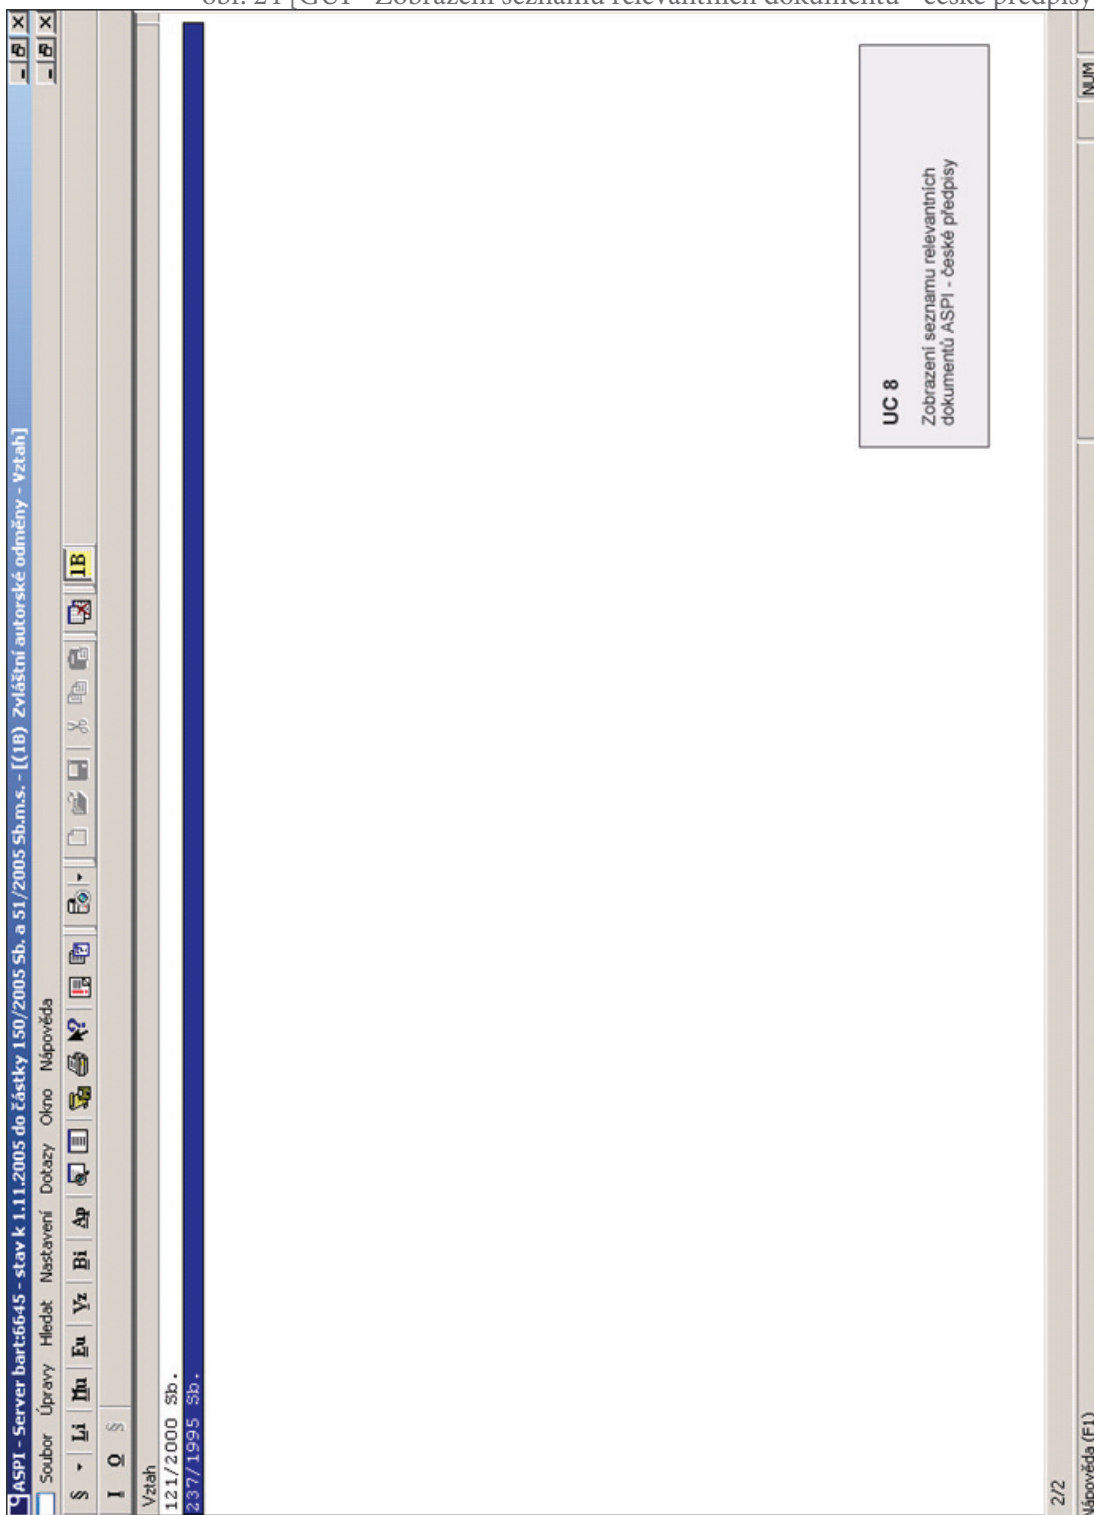 obr. 24 [GUI - Zobrazení seznamu relevantních dokumentů - české předpisy
ASPI - Server bart:6645 - stav k 1.11.2005 do částky 150/2005 Sb. a 51/2005 Sb.m.s. - [(1B) Zvláštní autorské odměny - Vztah]
Soubor Úpravy Hledat Nastavení Dotazy Okno Nápověda
§ Li Mu Eu Vz Bi Ap 1B
I O §
Vztah
121/2000 Sb.
237/1995 Sb.
UC 8
Zobrazení seznamu relevantních
dokumentů ASPI - české předpisy
2/2
Nápověda (F1) NUM